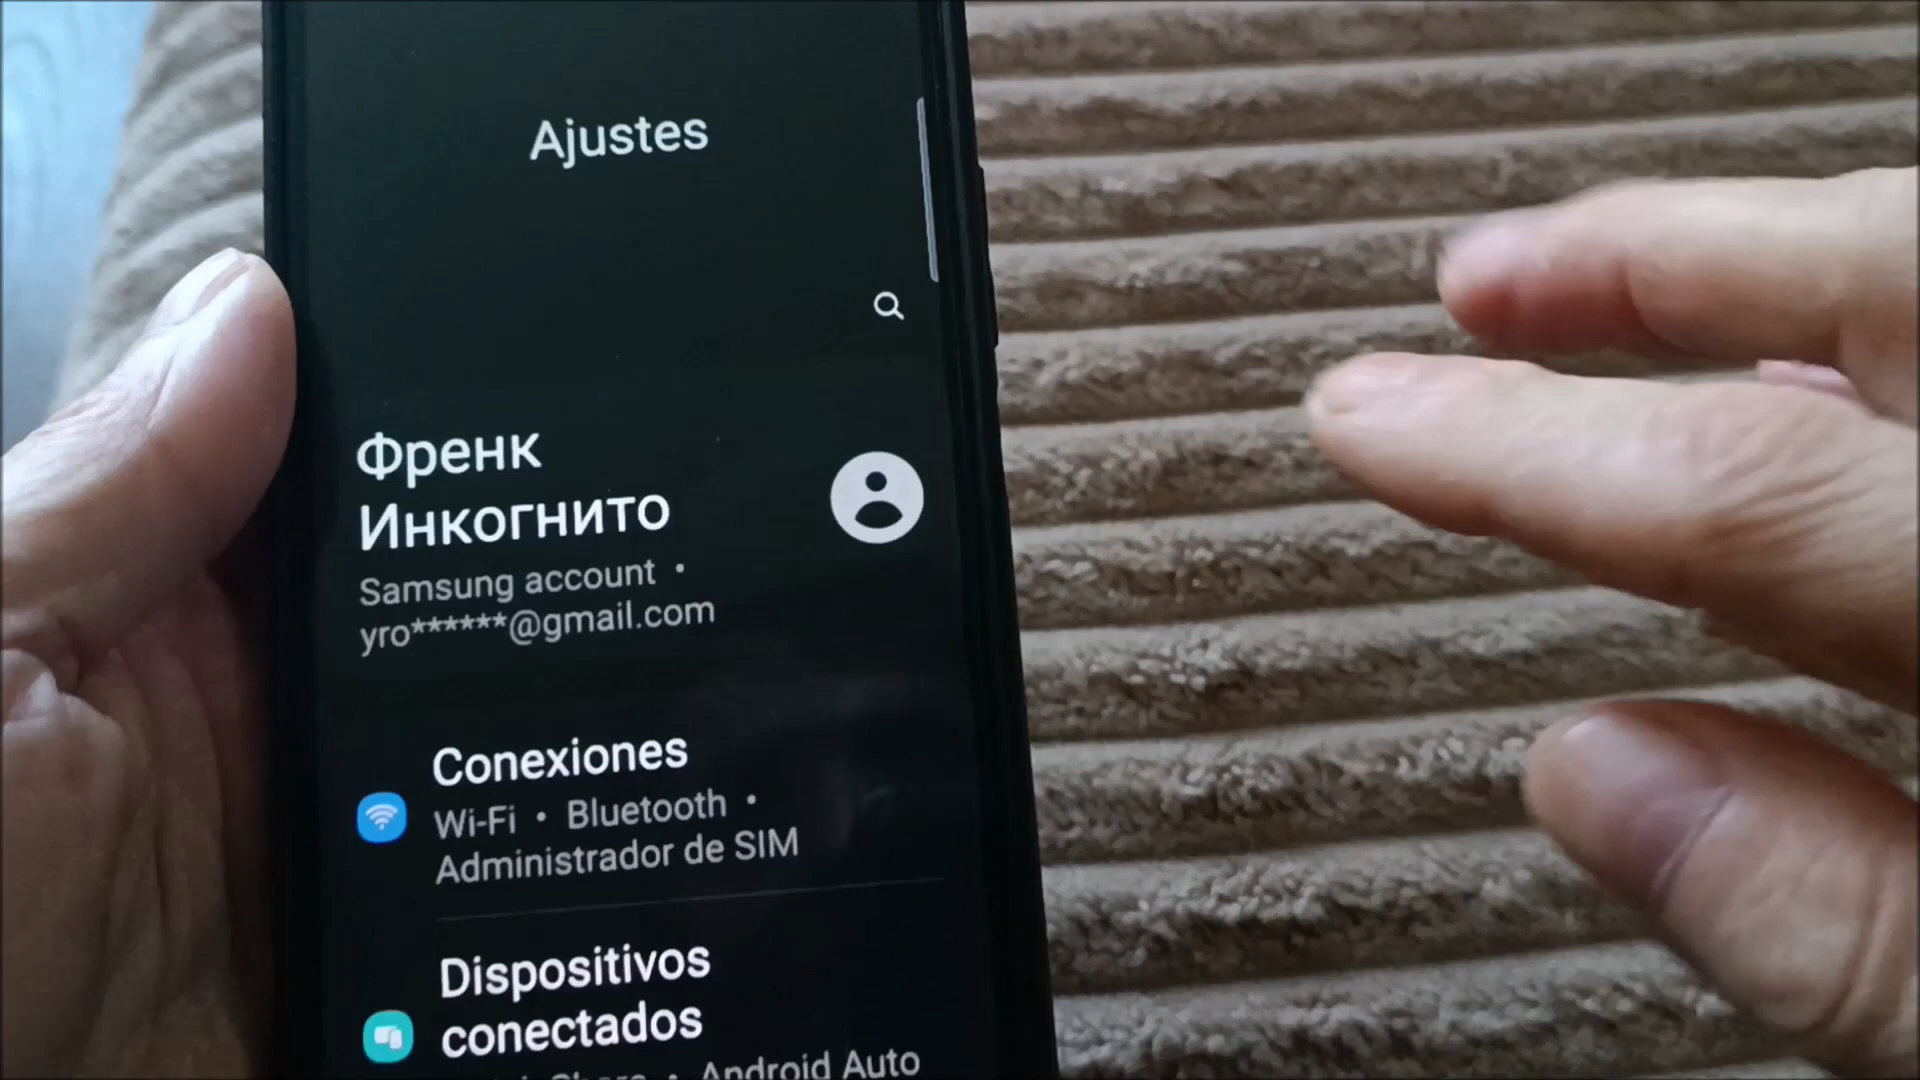 Ajustes
Френк
Инкогнито
Samsung account •
yro******@gmail.com
Conexiones
Wi-Fi • Bluetooth •
Administrador de SIM
Dispositivos
conectados
• Android Auto